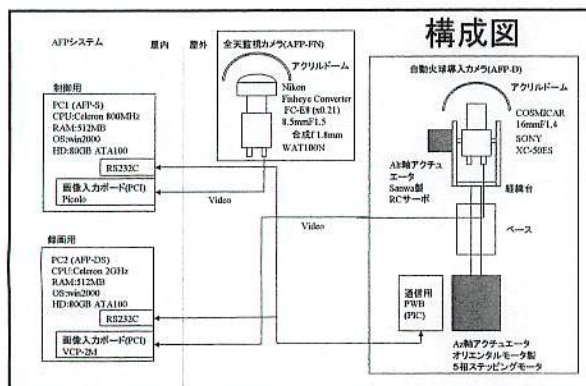 構成図
AFPシステム
屋内
屋外
制御用
PC1 (AFP-S)
CPU:Celeron 800MHz
RAM:512MB
OS:win2000
HD:80GB ATA100
RS232C
画像入力ボード(PCI)
Picolo
録画用
PC2 (AFP-DS)
CPU:Celeron 2GHz
RAM:512MB
OS:win2000
HD:80GB ATA100
RS232C
画像入力ボード(PCI)
VCP-2M
全天監視カメラ(AFP-FN)
アクリルドーム
Nikon
Fisheye Converter
FC-E8 (x0.21)
8.5mmF1.5
合成f1.8mm
WAT100N
Video
Video
自動火球導入カメラ(AFP-D)
アクリルドーム
COSMICAR
16mmF1.4
SONY
XC-50ES
Alt軸アクチュ
エータ
Sanwa製
RCサーボ
経緯台
ベース
通信用
PWB
(PIC)
Az軸アクチュエータ
オリエンタルモータ製
5相ステッピングモータ